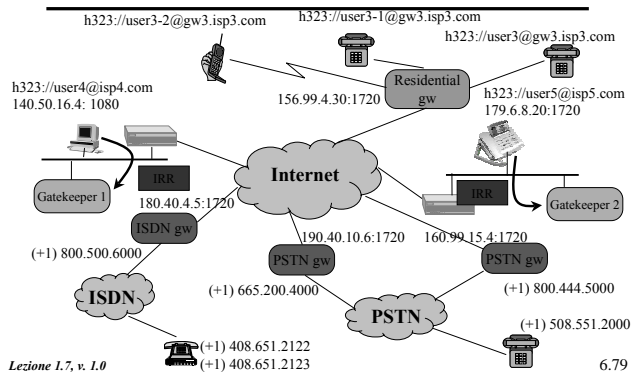 h323://user3-1@gw3.isp3.com
h323://user3-2@gw3.isp3.com
h323://user3@gw3.isp3.com
h323://user4@isp4.com
140.50.16.4: 1080
156.99.4.30:1720
Residential
gw
h323://user5@isp5.com
179.6.8.20:1720
Internet
IRR
IRR
Gatekeeper 1
Gatekeeper 2
180.40.4.5:1720
ISDN gw
190.40.10.6:1720
160.99.15.4:1720
(+1) 800.500.6000
PSTN gw
PSTN gw
(+1) 665.200.4000
(+1) 800.444.5000
ISDN
PSTN
(+1) 508.551.2000
(+1) 408.651.2122
(+1) 408.651.2123
Lezione 1.7, v. 1.0
6.79